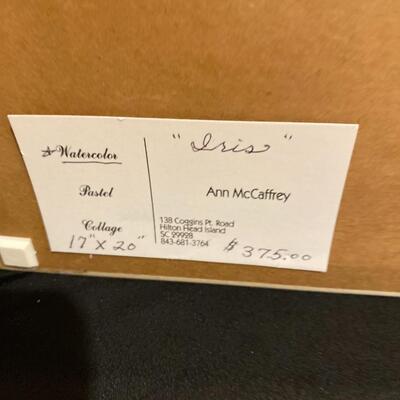 Watercolor
Pastel
Collage
17" X 20"
"Iris"
Ann McCaffrey
138 Coggins Pt. Road
Hilton Head Island
SC 29928
843-681-3764
$375.00